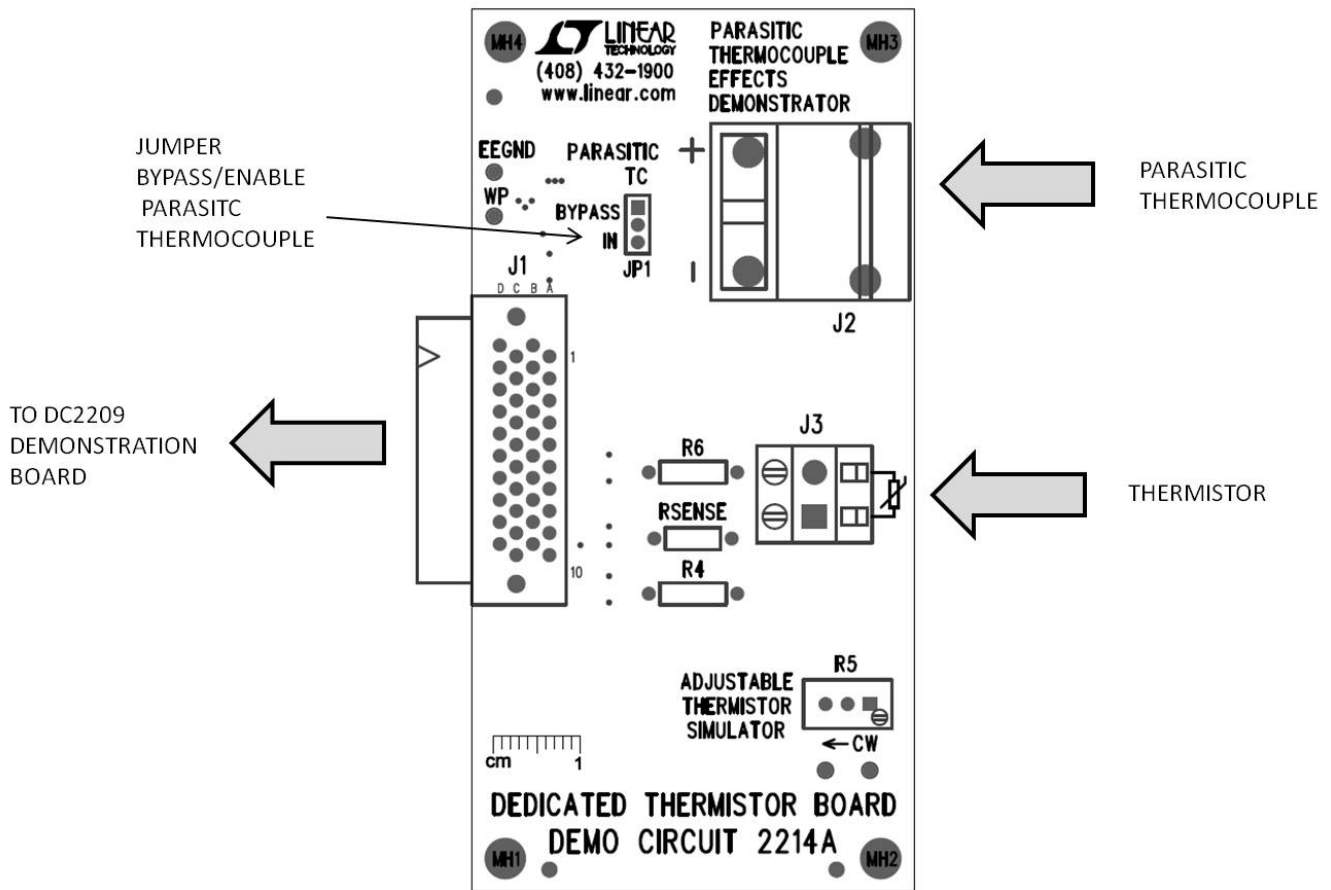 MH4
LINEAR
TECHNOLOGY
(408) 432-1900
www.linear.com
PARASITIC
THERMOCOUPLE
EFFECTS
DEMONSTRATOR
MH3
JUMPER
BYPASS/ENABLE
PARASITC
THERMOCOUPLE
EEGND
WP
PARASITIC
TC
BYPASS
IN
JP1
+
-
J2
PARASITIC
THERMOCOUPLE
J1
D C B A
1
10
TO DC2209
DEMONSTRATION
BOARD
R6
RSENSE
R4
J3
THERMISTOR
R5
ADJUSTABLE
THERMISTOR
SIMULATOR
←CW
cm 1
DEDICATED THERMISTOR BOARD
DEMO CIRCUIT 2214A
MH1
MH2